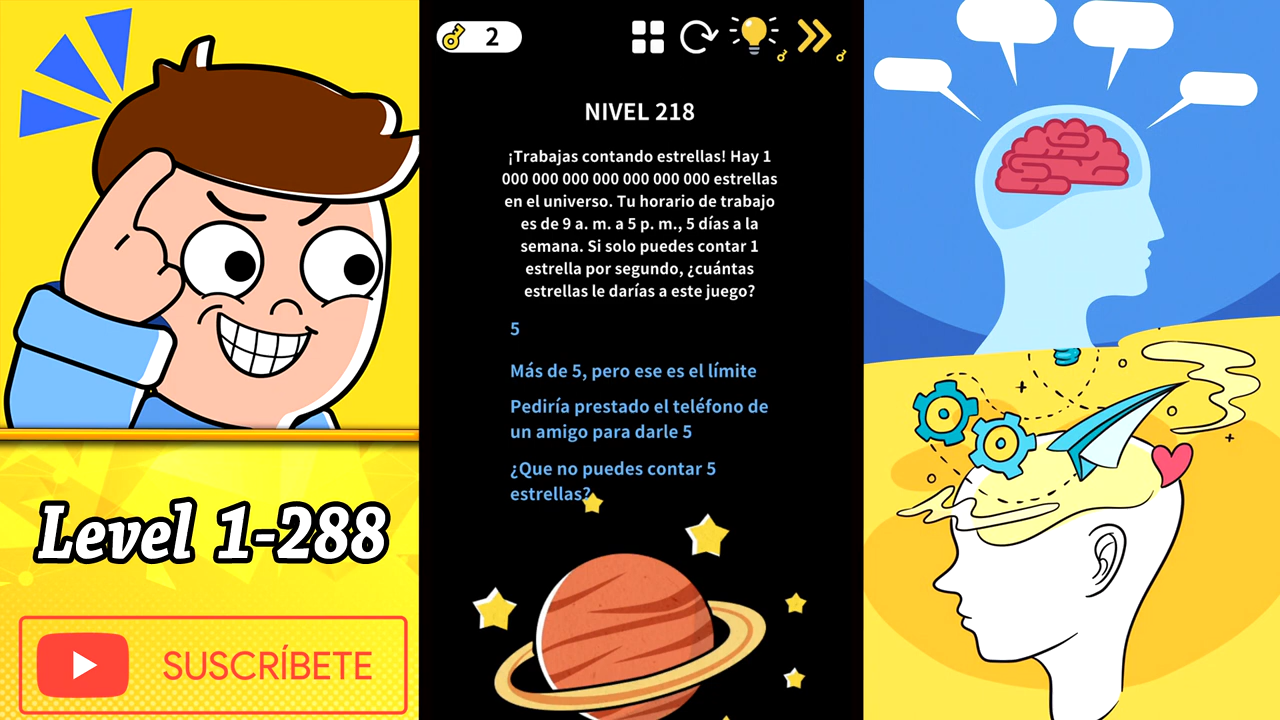 2
NIVEL 218
¡Trabajas contando estrellas! Hay 1
000 000 000 000 000 000 000 estrellas
en el universo. Tu horario de trabajo
es de 9 a. m. a 5 p. m., 5 días a la
semana. Si solo puedes contar 1
estrella por segundo, ¿cuántas
estrellas le darías a este juego?
5
Más de 5, pero ese es el límite
Pediría prestado el teléfono de
un amigo para darle 5
¿Que no puedes contar 5
estrellas?
Level 1-288
SUSCRÍBETE